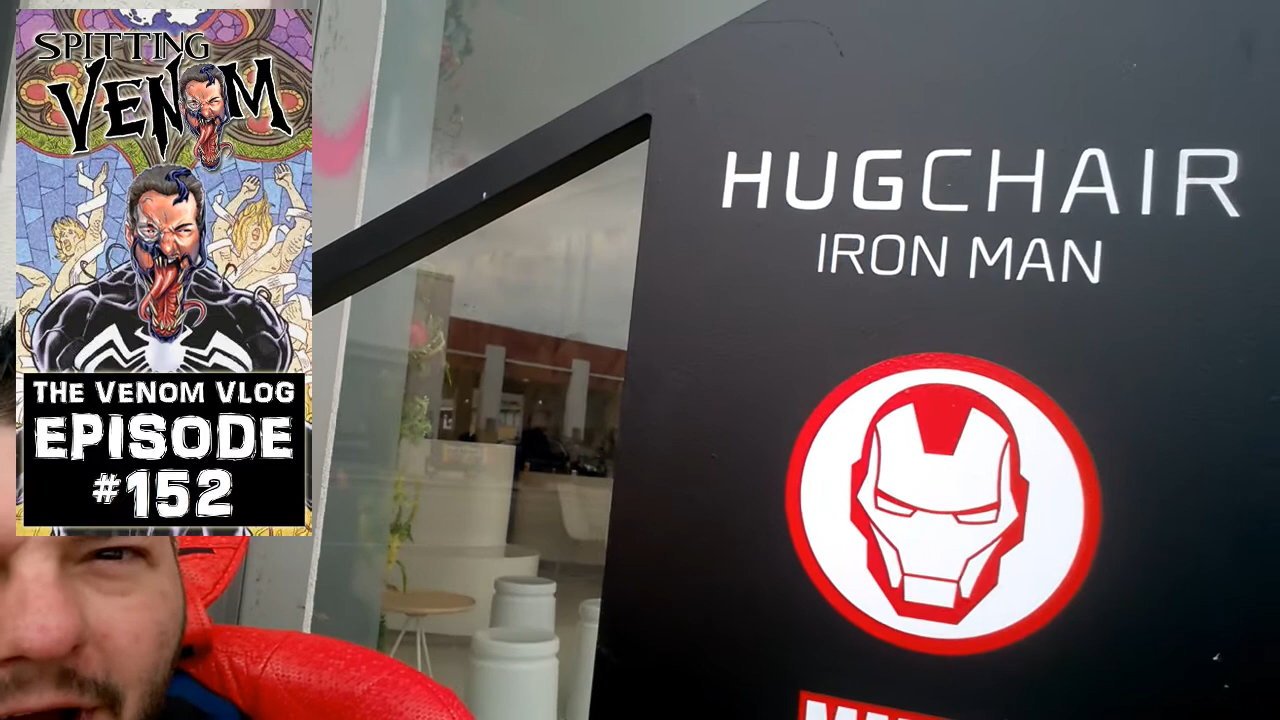 SPITTING
VENOM
THE VENOM VLOG
EPISODE
#152
HUGCHAIR
IRON MAN